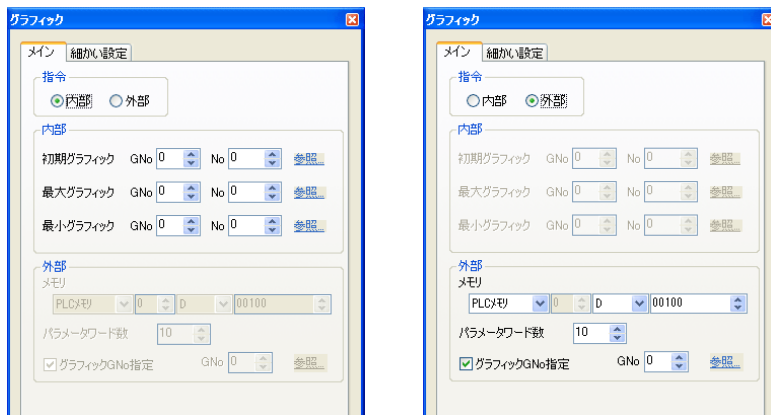 グラフィック
メイン 細かい設定
指令
内部 外部
内部
初期グラフィック GNo 0 No 0 参照...
最大グラフィック GNo 0 No 0 参照...
最小グラフィック GNo 0 No 0 参照...
外部
メモリ
PLCメモリ 0 D 00100
パラメータワード数 10
グラフィックGNo指定 GNo 0 参照...
グラフィック
メイン 細かい設定
指令
内部 外部
内部
初期グラフィック GNo 0 No 0 参照...
最大グラフィック GNo 0 No 0 参照...
最小グラフィック GNo 0 No 0 参照...
外部
メモリ
PLCメモリ 0 D 00100
パラメータワード数 10
グラフィックGNo指定 GNo 0 参照...